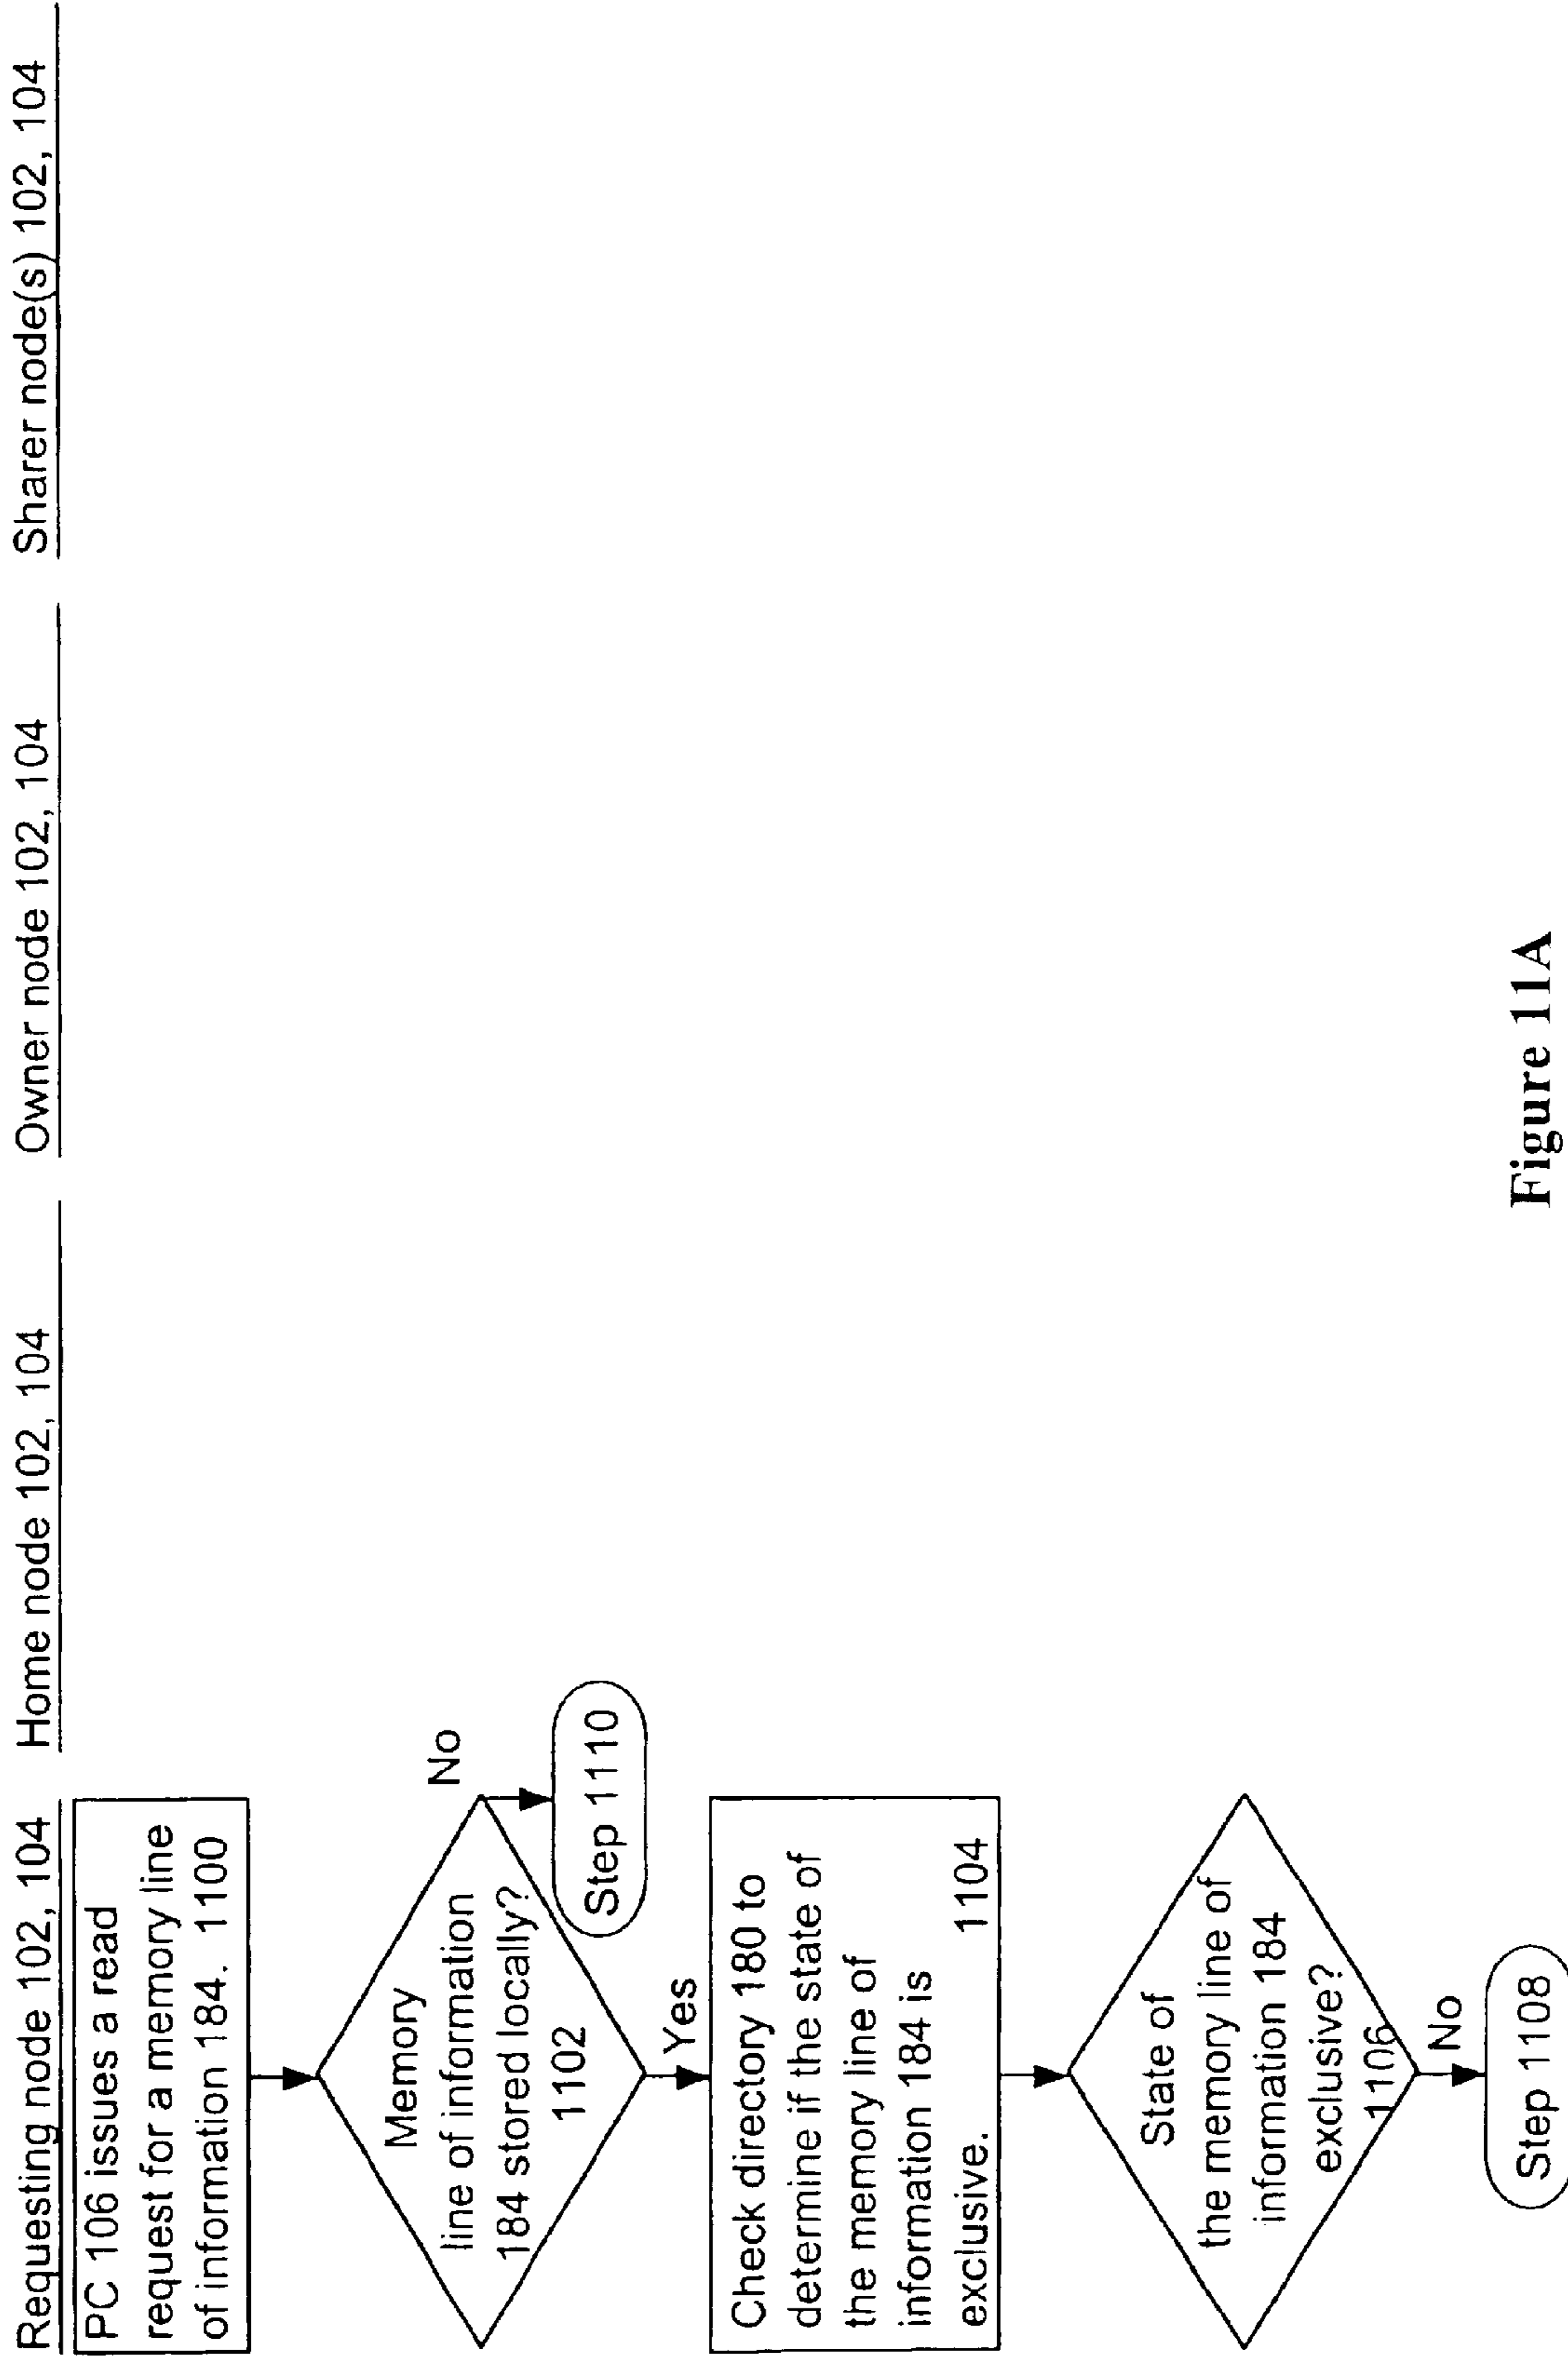 Requesting node 102, 104
Home node 102, 104
Owner node 102, 104
Sharer node(s) 102, 104
PC 106 issues a read
request for a memory line
of information 184. 1100
Memory
line of information
184 stored locally?
1102
No
Step 1110
Yes
Check directory 180 to
determine if the state of
the memory line of
information 184 is
exclusive. 1104
State of
the memory line of
information 184
exclusive?
1106
No
Step 1108
Figure 11A